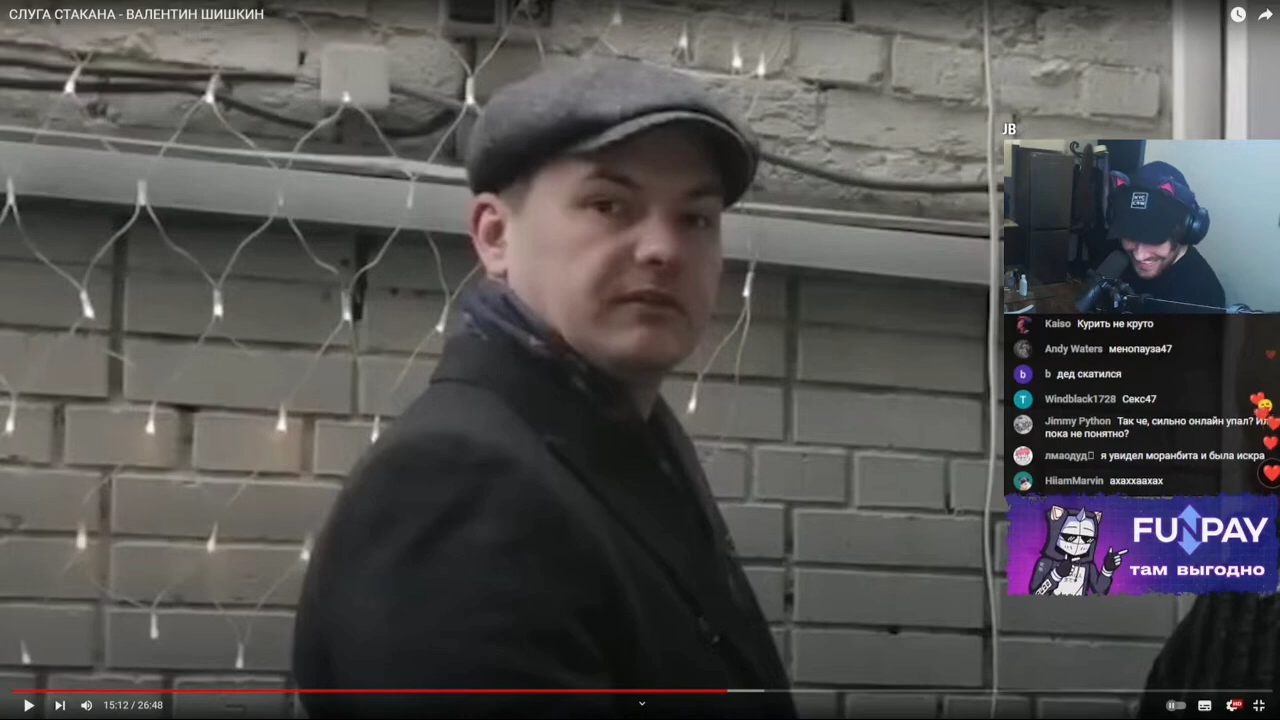 СЛУГА СТАКАНА - ВАЛЕНТИН ШИШКИН
JB
Kaiso Курить не круто
Andy Waters менопауза47
b b дед скатился
T Windblack1728 Секс47
Jimmy Python Так че, сильно онлайн упал? Ил
пока не понятно?
лмаодуд я увидел моранбита и была искра
HiiamMarvin ахаххаахах
FUNPAY
там выгодно
15:12 / 26:48
HD